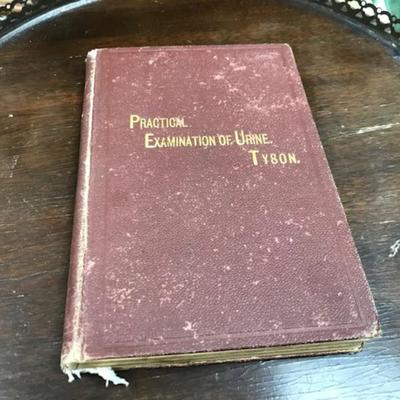 PRACTICAL
EXAMINATION OF URINE.
TYSON.